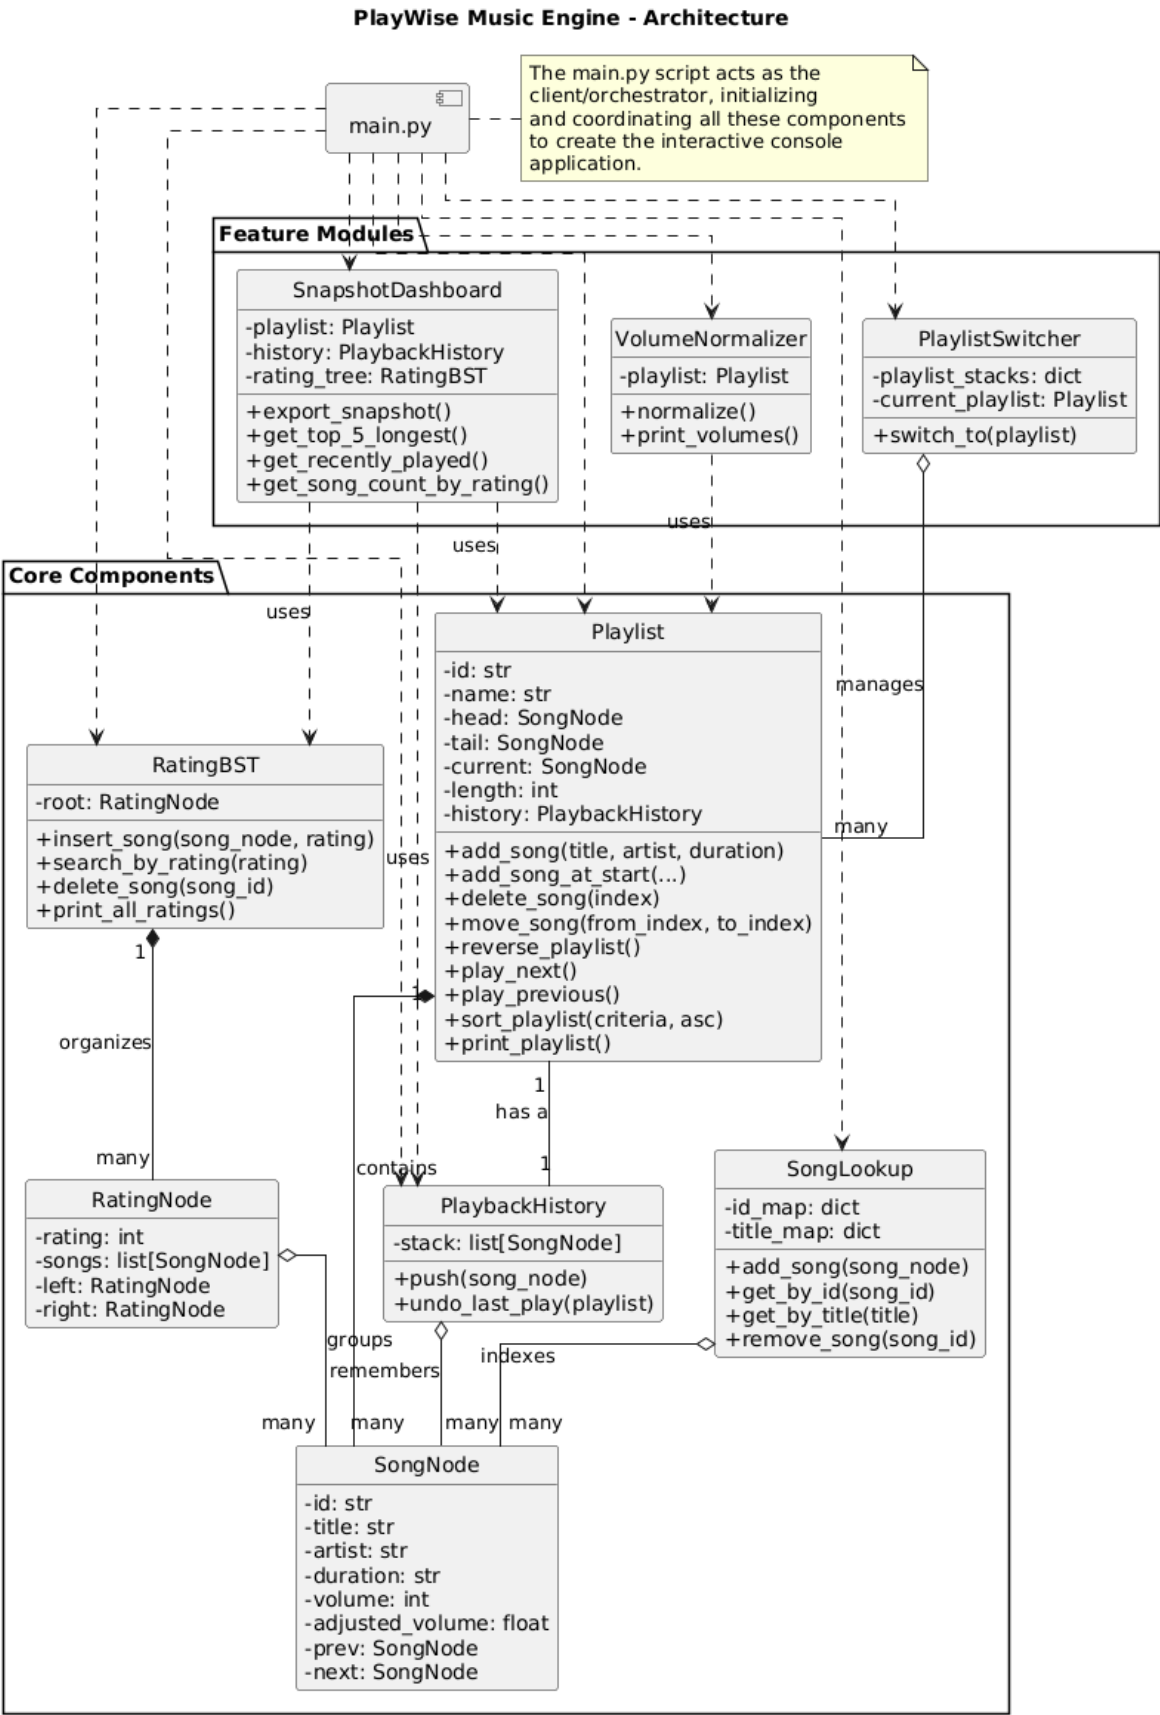 PlayWise Music Engine - Architecture
main.py
The main.py script acts as the
client/orchestrator, initializing
and coordinating all these components
to create the interactive console
application.
Feature Modules
SnapshotDashboard
-playlist: Playlist
-history: PlaybackHistory
-rating_tree: RatingBST
+export_snapshot()
+get_top_5_longest()
+get_recently_played()
+get_song_count_by_rating()
VolumeNormalizer
-playlist: Playlist
+normalize()
+print_volumes()
PlaylistSwitcher
-playlist_stacks: dict
-current_playlist: Playlist
+switch_to(playlist)
uses
uses
Core Components
uses
Playlist
-id: str
-name: str
-head: SongNode
-tail: SongNode
-current: SongNode
-length: int
-history: PlaybackHistory
+add_song(title, artist, duration)
+add_song_at_start(...)
+delete_song(index)
+move_song(from_index, to_index)
+reverse_playlist()
+play_next()
+play_previous()
+sort_playlist(criteria, asc)
+print_playlist()
manages
many
RatingBST
-root: RatingNode
+insert_song(song_node, rating)
+search_by_rating(rating)
+delete_song(song_id)
+print_all_ratings()
uses
1
1
organizes
many
1
has a
1
contains
RatingNode
-rating: int
-songs: list[SongNode]
-left: RatingNode
-right: RatingNode
PlaybackHistory
-stack: list[SongNode]
+push(song_node)
+undo_last_play(playlist)
SongLookup
-id_map: dict
-title_map: dict
+add_song(song_node)
+get_by_id(song_id)
+get_by_title(title)
+remove_song(song_id)
groups
remembers
indexes
many
many
many
many
SongNode
-id: str
-title: str
-artist: str
-duration: str
-volume: int
-adjusted_volume: float
-prev: SongNode
-next: SongNode